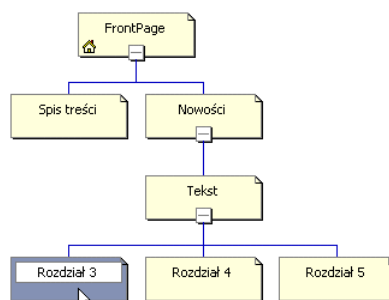 FrontPage
Spis treści
Nowości
Tekst
Rozdział 3
Rozdział 4
Rozdział 5